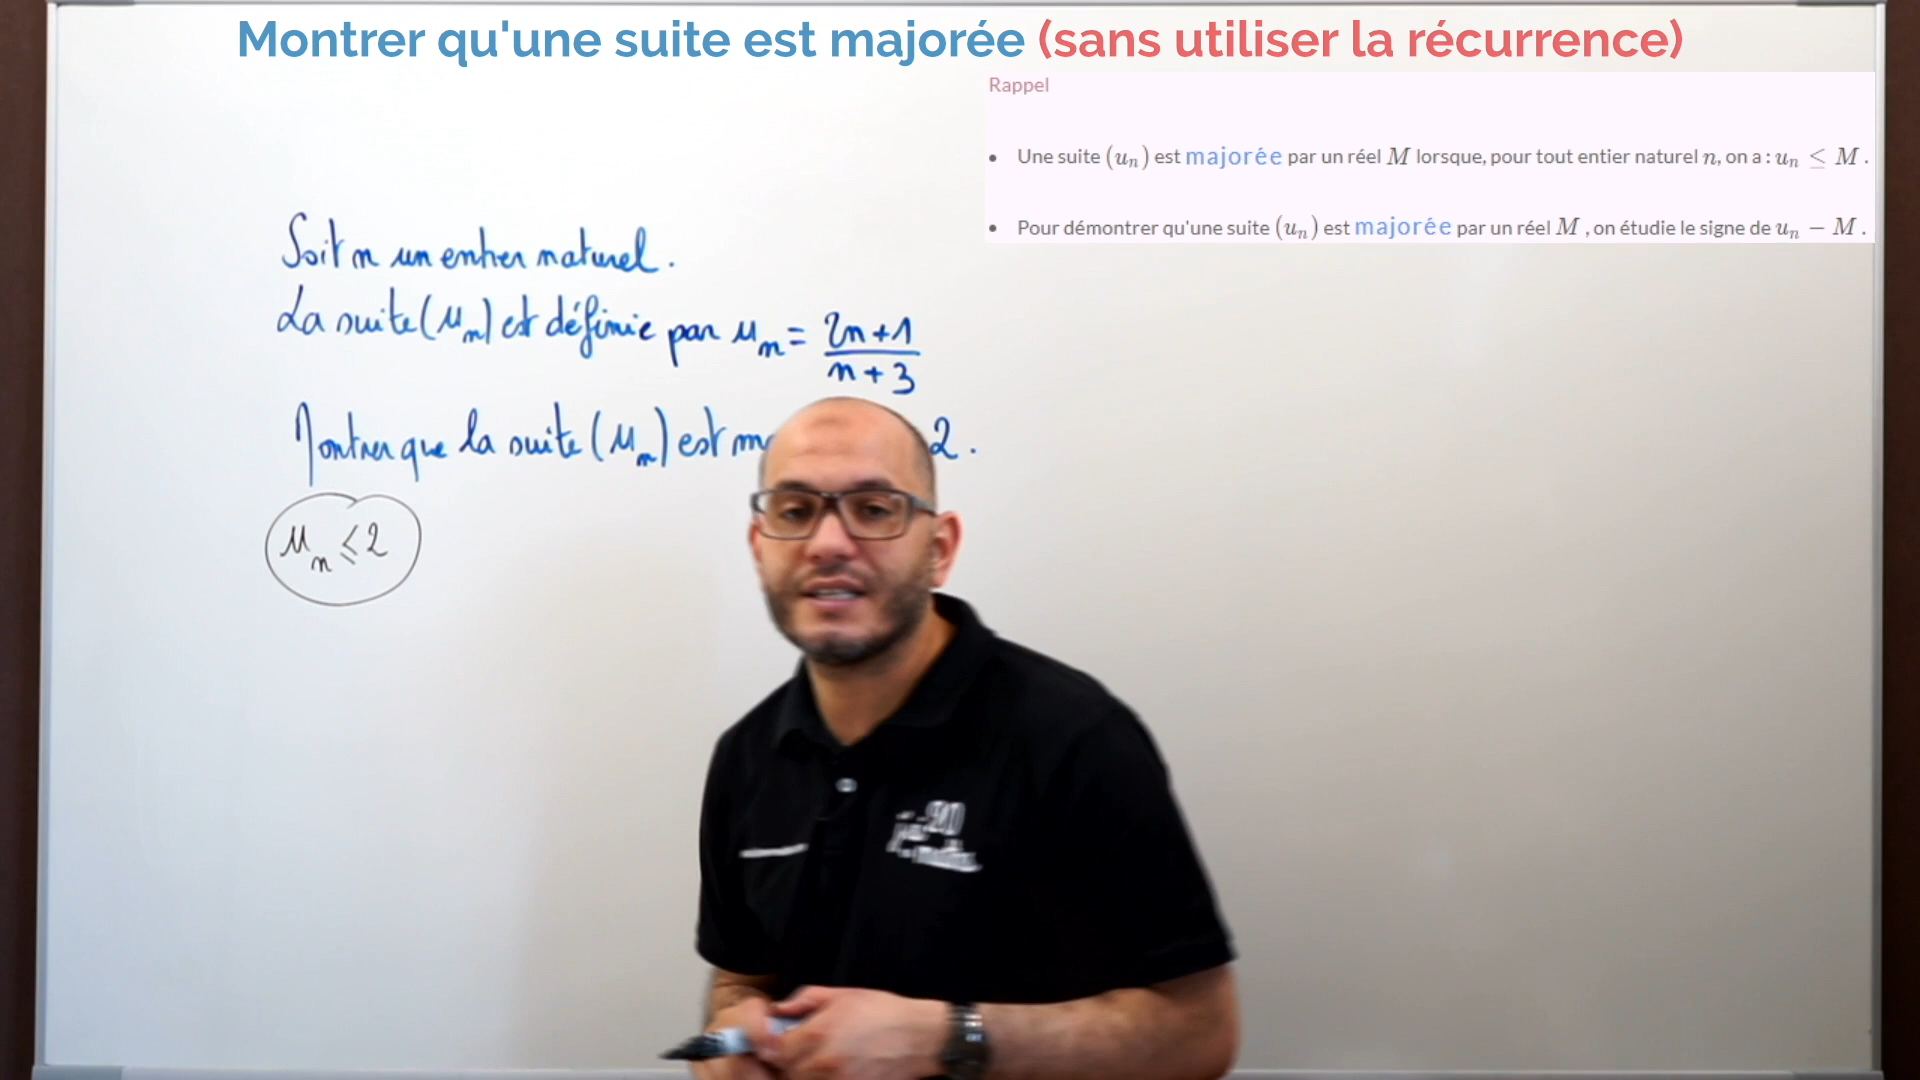 Montrer qu'une suite est majorée (sans utiliser la récurrence)
Rappel
• Une suite (uₙ) est majorée par un réel M lorsque, pour tout entier naturel n, on a : uₙ ≤ M .
• Pour démontrer qu'une suite (uₙ) est majorée par un réel M , on étudie le signe de uₙ − M .
Soit n un entier naturel.
La suite (uₙ) est définie par uₙ = (2n+1)/(n+3)
Montrer que la suite (uₙ) est 2.
uₙ ≤ 2